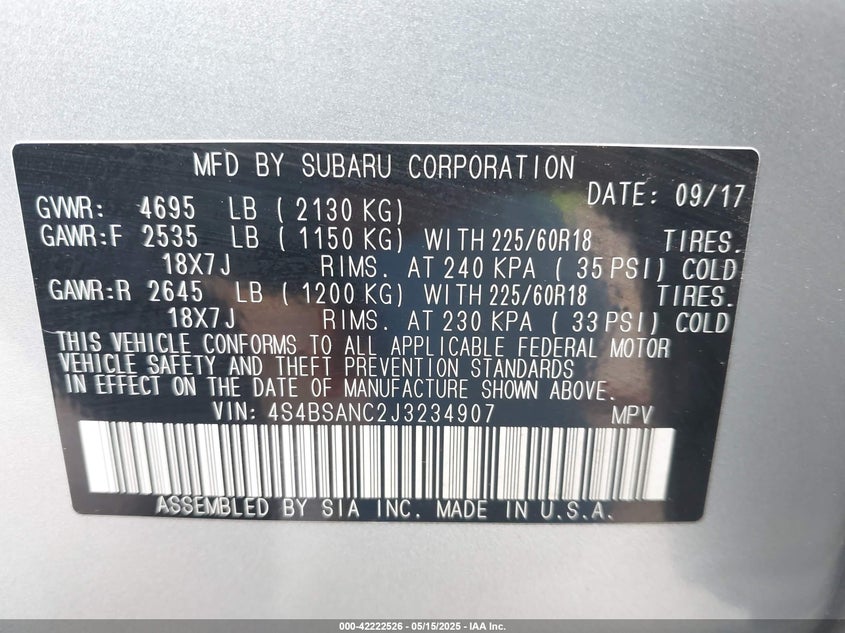 MFD BY SUBARU CORPORATION
DATE: 09/17
GVWR: 4695 LB ( 2130 KG)
GAWR:F 2535 LB ( 1150 KG) WITH 225/60R18 TIRES.
18X7J RIMS. AT 240 KPA ( 35 PSI) COLD
GAWR:R 2645 LB ( 1200 KG) WITH 225/60R18 TIRES.
18X7J RIMS. AT 230 KPA ( 33 PSI) COLD
THIS VEHICLE CONFORMS TO ALL APPLICABLE FEDERAL MOTOR
VEHICLE SAFETY AND THEFT PREVENTION STANDARDS
IN EFFECT ON THE DATE OF MANUFACTURE SHOWN ABOVE.
VIN: 4S4BSANC2J3234907 MPV
ASSEMBLED BY SIA INC. MADE IN U.S.A.
000-42222526 - 05/15/2025 - IAA Inc.